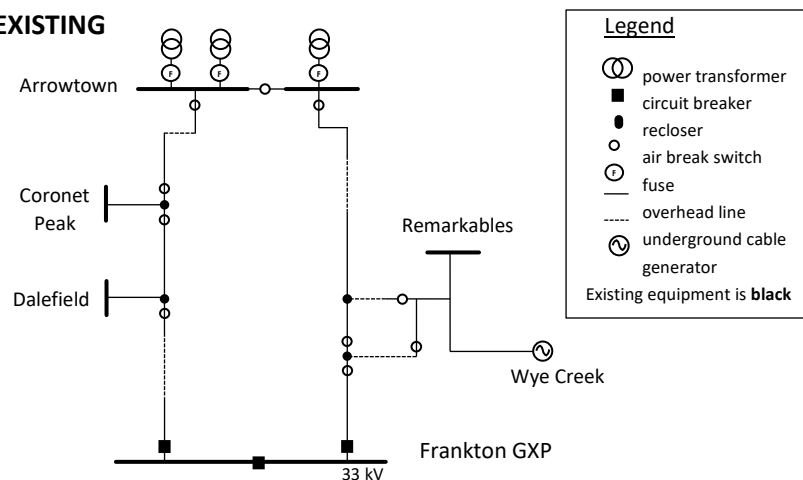 EXISTING
F
F
F
Arrowtown
Coronet
Peak
Dalefield
Remarkables
Wye Creek
Frankton GXP
33 kV
Legend
power transformer
circuit breaker
recloser
air break switch
F
fuse
overhead line
underground cable
generator
Existing equipment is black